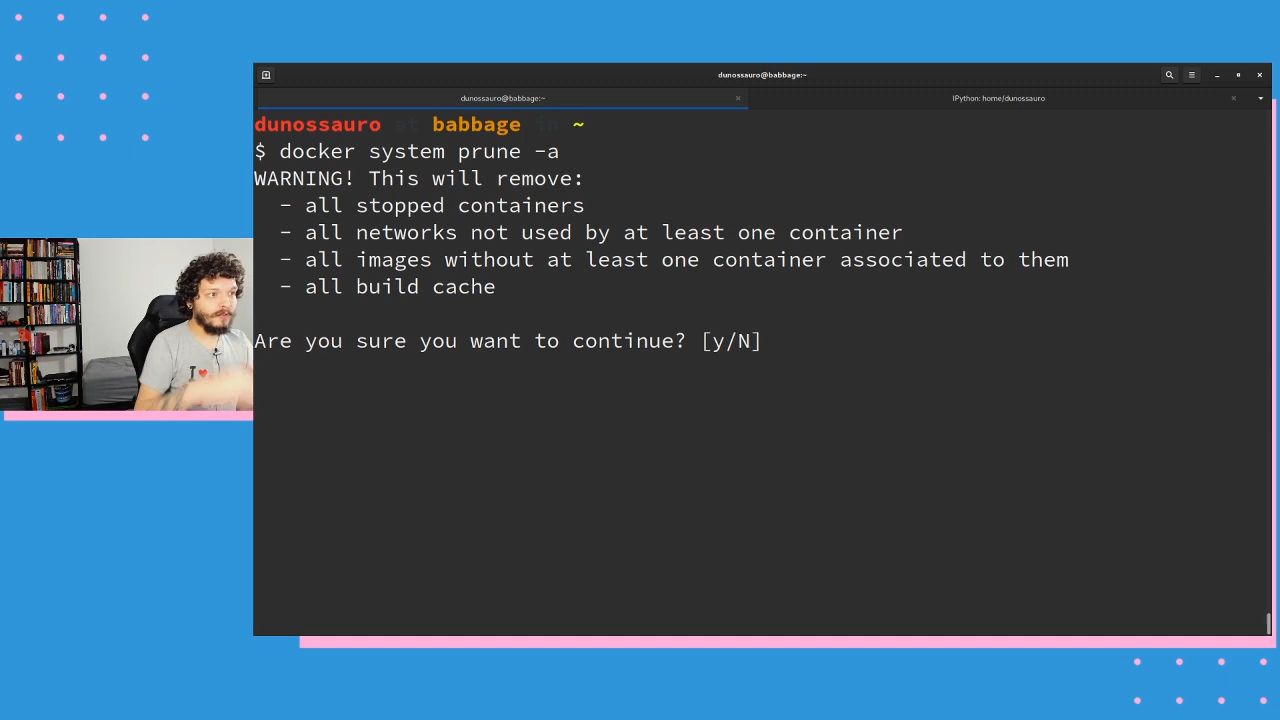 dunossauro@babbage:~
dunossauro@babbage:~
IPython: home/dunossauro
dunossauro at babbage in ~
$ docker system prune -a
WARNING! This will remove:
- all stopped containers
- all networks not used by at least one container
- all images without at least one container associated to them
- all build cache
Are you sure you want to continue? [y/N]
I